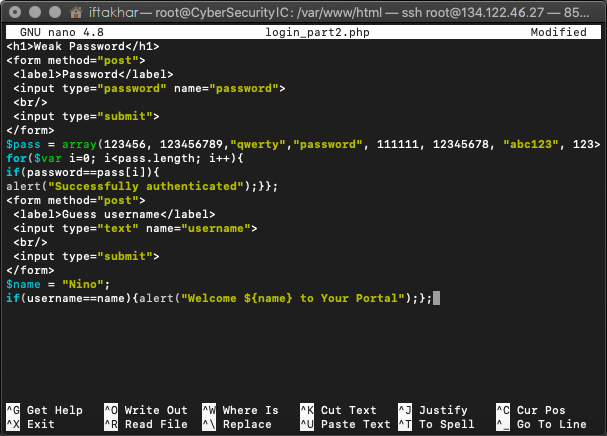 iftakhar — root@CyberSecurityIC: /var/www/html — ssh root@134.122.46.27 — 85...
GNU nano 4.8 login_part2.php Modified
<h1>Weak Password</h1>
<form method="post">
<label>Password</label>
<input type="password" name="password">
<br/>
<input type="submit">
</form>
$pass = array(123456, 123456789,"qwerty","password", 111111, 12345678, "abc123", 123>
for($var i=0; i<pass.length; i++){
if(password==pass[i]){
alert("Successfully authenticated");}};
<form method="post">
<label>Guess username</label>
<input type="text" name="username">
<br/>
<input type="submit">
</form>
$name = "Nino";
if(username==name){alert("Welcome ${name} to Your Portal");};
^G Get Help ^O Write Out ^W Where Is ^K Cut Text ^J Justify ^C Cur Pos
^X Exit ^R Read File ^\ Replace ^U Paste Text ^T To Spell ^_ Go To Line